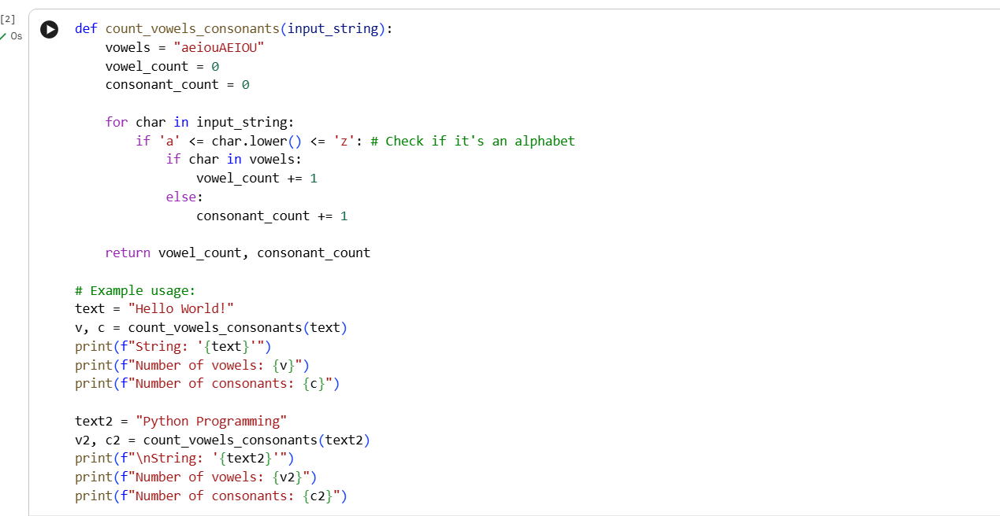 [2]
✓ 0s
def count_vowels_consonants(input_string):
    vowels = "aeiouAEIOU"
    vowel_count = 0
    consonant_count = 0

    for char in input_string:
        if 'a' <= char.lower() <= 'z': # Check if it's an alphabet
            if char in vowels:
                vowel_count += 1
            else:
                consonant_count += 1

    return vowel_count, consonant_count

# Example usage:
text = "Hello World!"
v, c = count_vowels_consonants(text)
print(f"String: '{text}'")
print(f"Number of vowels: {v}")
print(f"Number of consonants: {c}")

text2 = "Python Programming"
v2, c2 = count_vowels_consonants(text2)
print(f"\nString: '{text2}'")
print(f"Number of vowels: {v2}")
print(f"Number of consonants: {c2}")